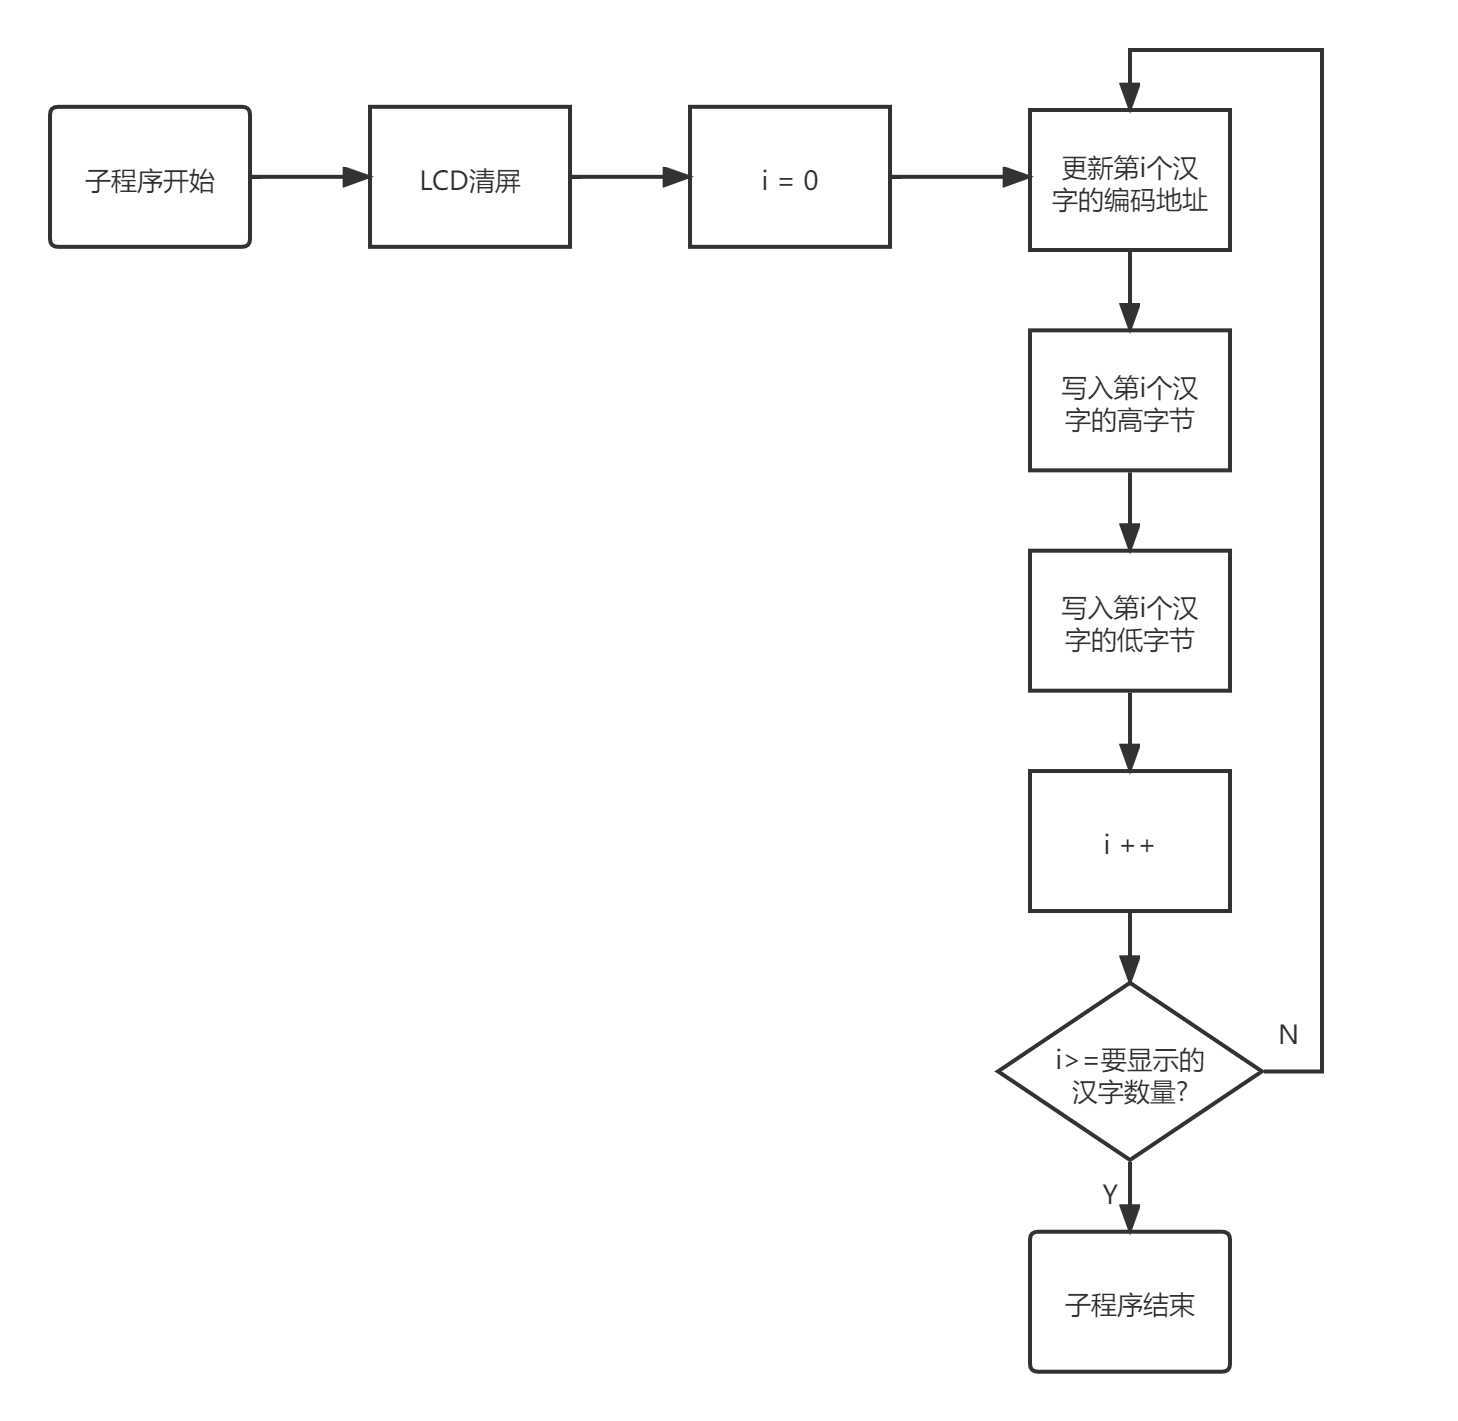 子程序开始
LCD清屏
i = 0
更新第i个汉
字的编码地址
写入第i个汉
字的高字节
写入第i个汉
字的低字节
i ++
i>=要显示的
汉字数量?
N
Y
子程序结束